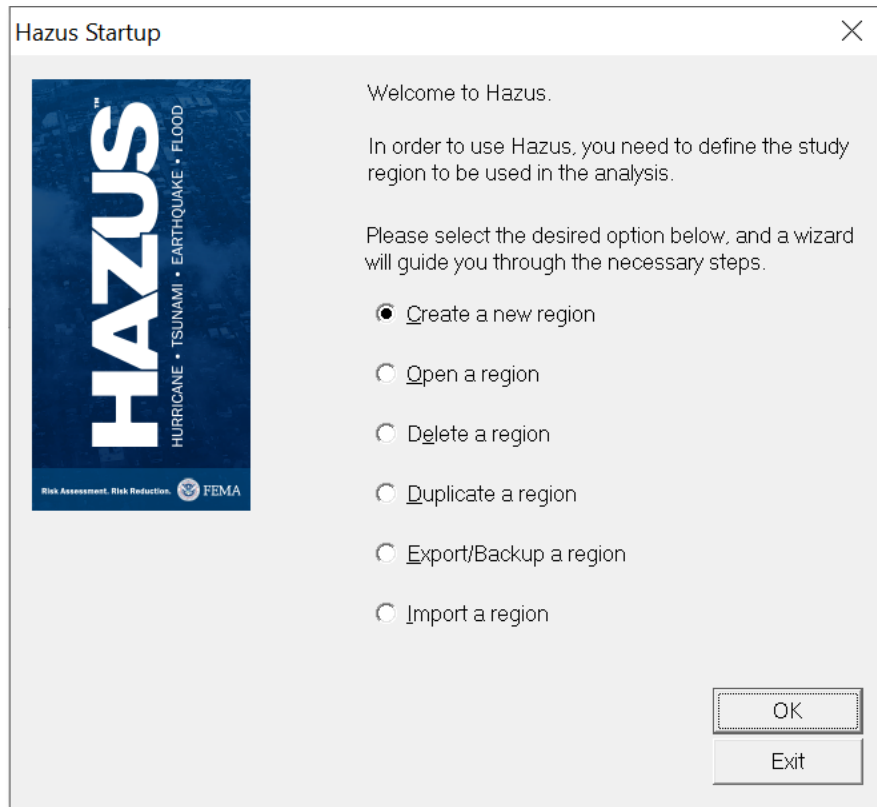 Hazus Startup
HAZUS™
HURRICANE • TSUNAMI • EARTHQUAKE • FLOOD
Risk Assessment. Risk Reduction. FEMA
Welcome to Hazus.
In order to use Hazus, you need to define the study
region to be used in the analysis.
Please select the desired option below, and a wizard
will guide you through the necessary steps.
Create a new region
Open a region
Delete a region
Duplicate a region
Export/Backup a region
Import a region
OK
Exit